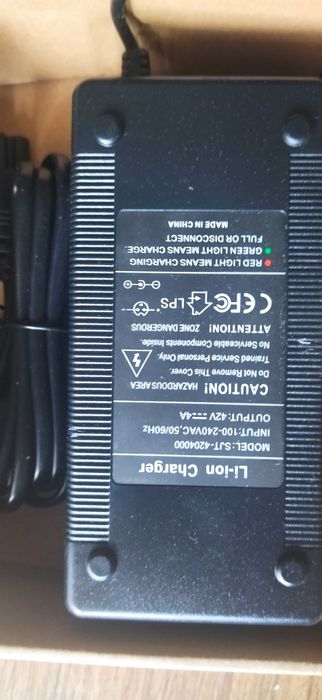 Li-ion Charger
MODEL: SJT-4204000
INPUT:100-240VAC,50/60Hz
OUTPUT:42V⎓4A
CAUTION!
HAZARDOUS AREA
Do Not Remove This Cover.
Trained Service Personal Only.
No Serviceable Components Inside.
ATTENTION! ZONE DANGEROUS
CE FC LPS
RED LIGHT MEANS CHARGING
GREEN LIGHT MEANS CHARGE.
FULL OR DISCONNECT
MADE IN CHINA